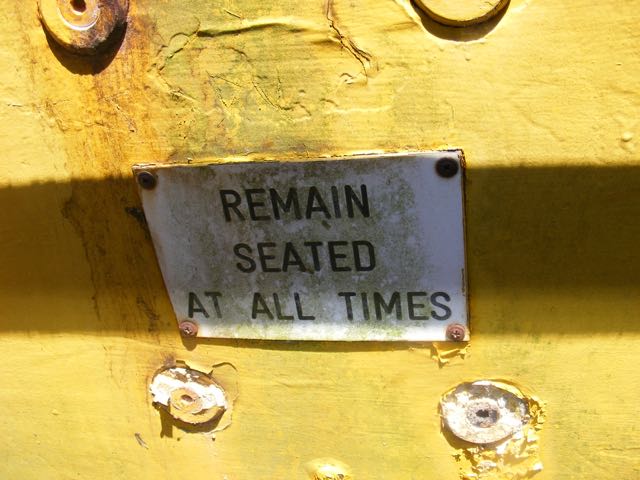 REMAIN
SEATED
AT ALL TIMES